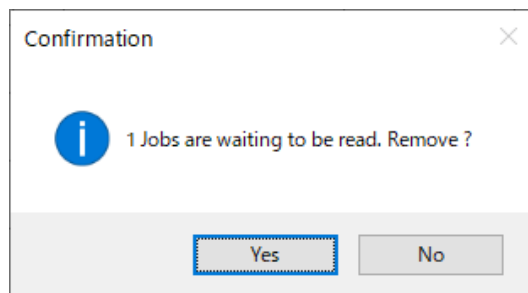 Confirmation
1 Jobs are waiting to be read. Remove ?
Yes
No